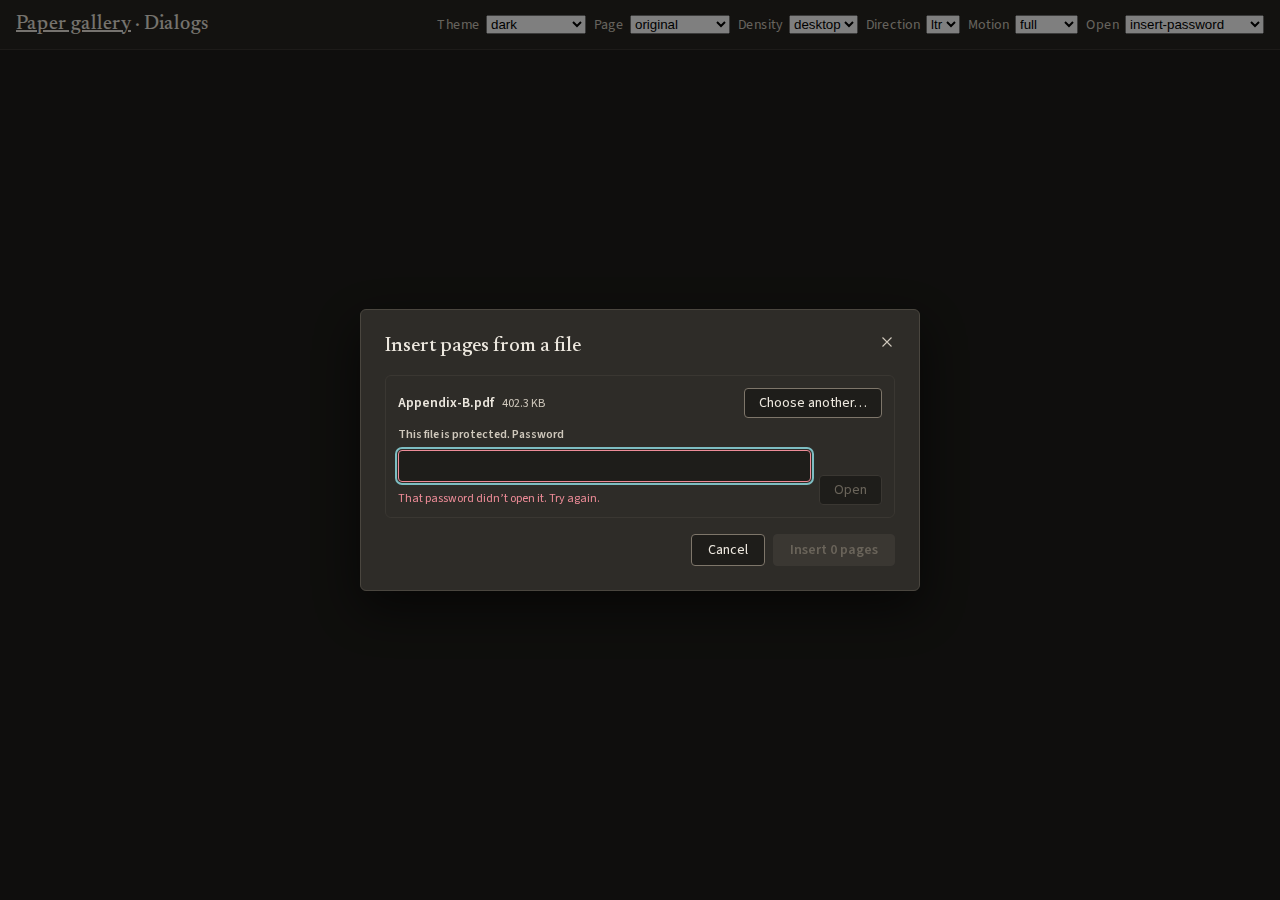 Paper gallery · Dialogs
Theme dark Page original Density desktop Direction ltr Motion full Open insert-password
Insert pages from a file
Appendix-B.pdf 402.3 KB Choose another…
This file is protected. Password
That password didn’t open it. Try again.
Open
Cancel Insert 0 pages